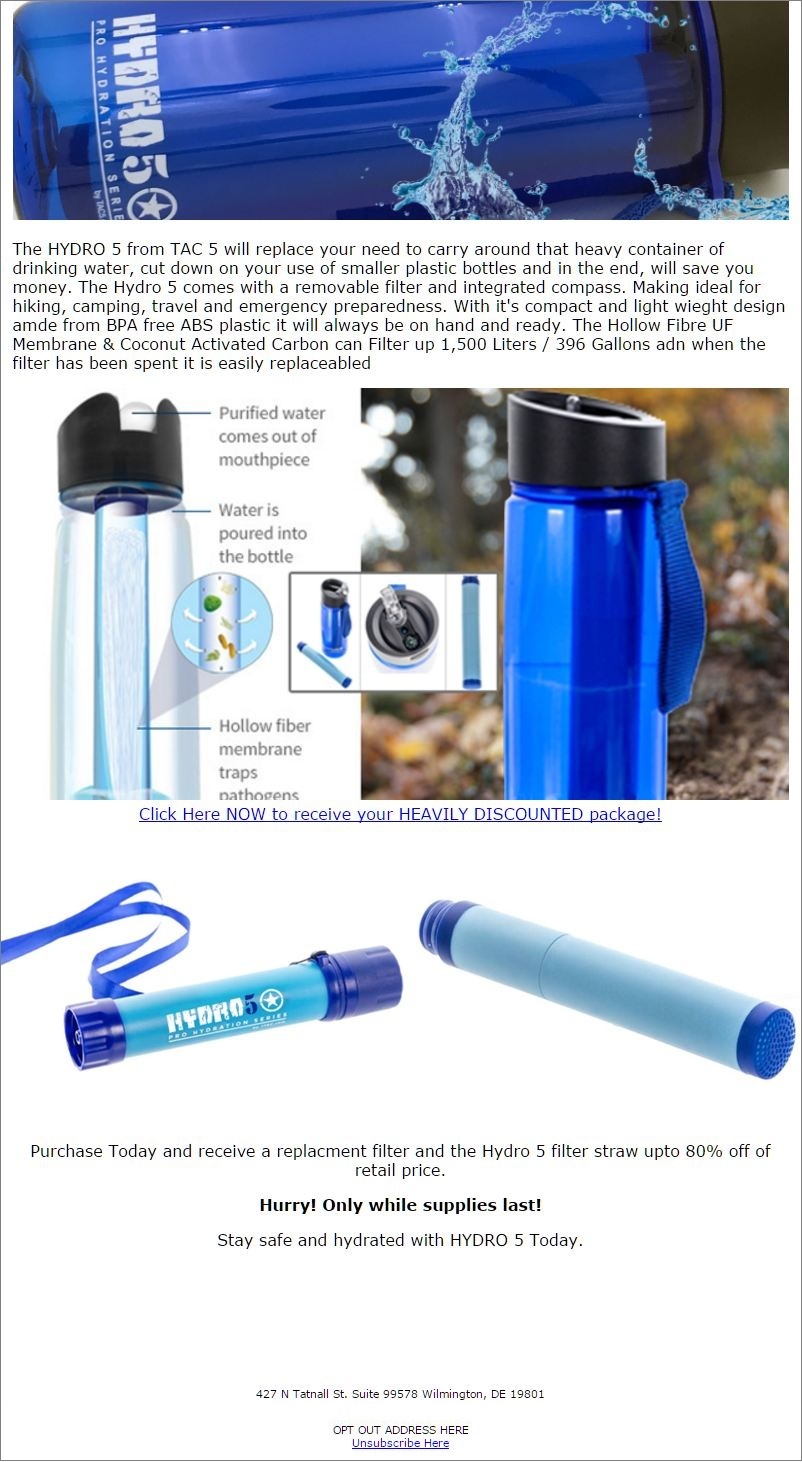 HYDRO 5
PRO HYDRATION SERIE
by TAC5
The HYDRO 5 from TAC 5 will replace your need to carry around that heavy container of
drinking water, cut down on your use of smaller plastic bottles and in the end, will save you
money. The Hydro 5 comes with a removable filter and integrated compass. Making ideal for
hiking, camping, travel and emergency preparedness. With it's compact and light wieght design
amde from BPA free ABS plastic it will always be on hand and ready. The Hollow Fibre UF
Membrane & Coconut Activated Carbon can Filter up 1,500 Liters / 396 Gallons adn when the
filter has been spent it is easily replaceabled
Purified water
comes out of
mouthpiece
Water is
poured into
the bottle
Hollow fiber
membrane
traps
pathogens
Click Here NOW to receive your HEAVILY DISCOUNTED package!
HYDRO5
PRO HYDRATION SERIES
Purchase Today and receive a replacment filter and the Hydro 5 filter straw upto 80% off of
retail price.
Hurry! Only while supplies last!
Stay safe and hydrated with HYDRO 5 Today.
427 N Tatnall St. Suite 99578 Wilmington, DE 19801
OPT OUT ADDRESS HERE
Unsubscribe Here